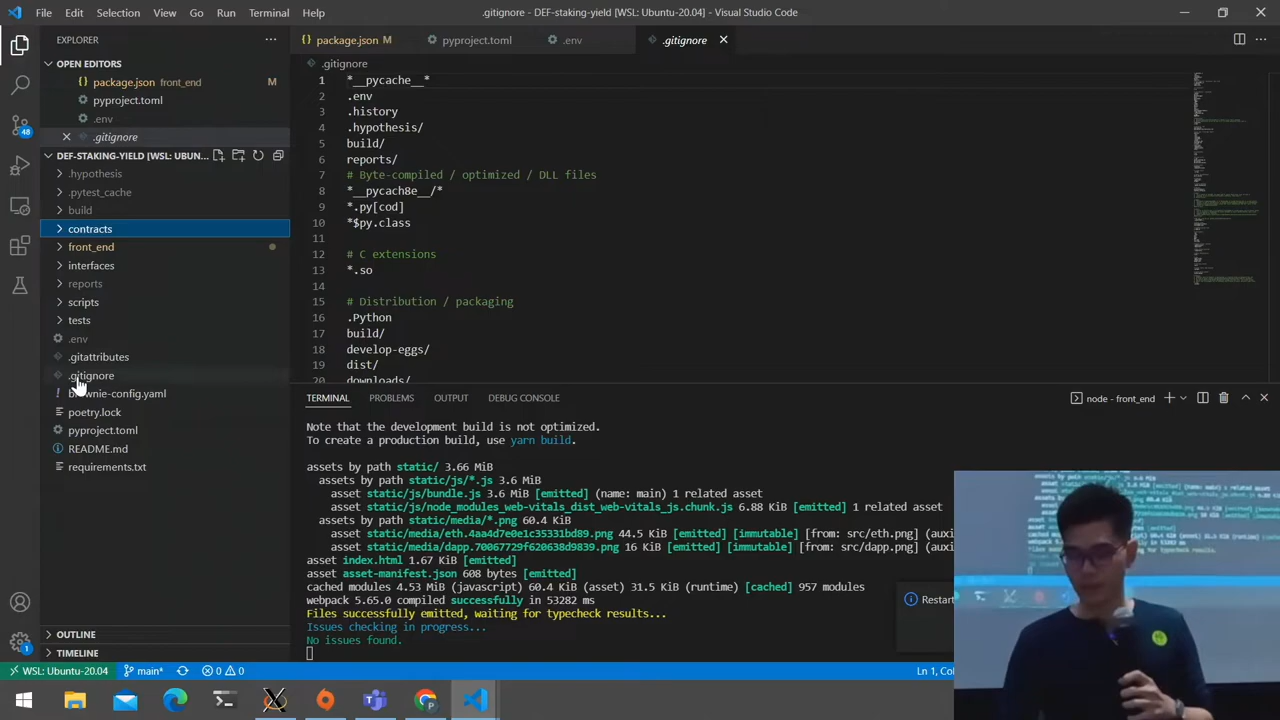 File Edit Selection View Go Run Terminal Help
.gitignore - DEF-staking-yield [WSL: Ubuntu-20.04] - Visual Studio Code
EXPLORER
OPEN EDITORS
package.json front_end M
pyproject.toml
.env
.gitignore
DEF-STAKING-YIELD [WSL: UBUN...
.hypothesis
.pytest_cache
build
contracts
front_end
interfaces
reports
scripts
tests
.env
.gitattributes
.gitignore
brownie-config.yaml
poetry.lock
pyproject.toml
README.md
requirements.txt
OUTLINE
TIMELINE
48
1
package.json M pyproject.toml .env .gitignore
.gitignore
1 *__pycache__*
2 .env
3 .history
4 .hypothesis/
5 build/
6 reports/
7 # Byte-compiled / optimized / DLL files
8 *__pycach8e__/*
9 *.py[cod]
10 *$py.class
11
12 # C extensions
13 *.so
14
15 # Distribution / packaging
16 .Python
17 build/
18 develop-eggs/
19 dist/
20 downloads/
TERMINAL PROBLEMS OUTPUT DEBUG CONSOLE
node - front_end
Note that the development build is not optimized.
To create a production build, use yarn build.
assets by path static/ 3.66 MiB
assets by path static/js/*.js 3.6 MiB
asset static/js/bundle.js 3.6 MiB [emitted] (name: main) 1 related asset
asset static/js/node_modules_web-vitals_dist_web-vitals_js.chunk.js 6.88 KiB [emitted] 1 related asset
assets by path static/media/*.png 60.4 KiB
asset static/media/eth.4aa4d7e0e1c35331bd89.png 44.5 KiB [emitted] [immutable] [from: src/eth.png] (auxi
asset static/media/dapp.70067729f620638d9839.png 16 KiB [emitted] [immutable] [from: src/dapp.png] (aux
asset index.html 1.67 KiB [emitted]
asset asset-manifest.json 608 bytes [emitted]
cached modules 4.53 MiB (javascript) 60.4 KiB (asset) 31.5 KiB (runtime) [cached] 957 modules
webpack 5.65.0 compiled successfully in 53282 ms
Files successfully emitted, waiting for typecheck results...
Issues checking in progress...
No issues found.
Restart
WSL: Ubuntu-20.04 main* 0 0
Ln 1, Co